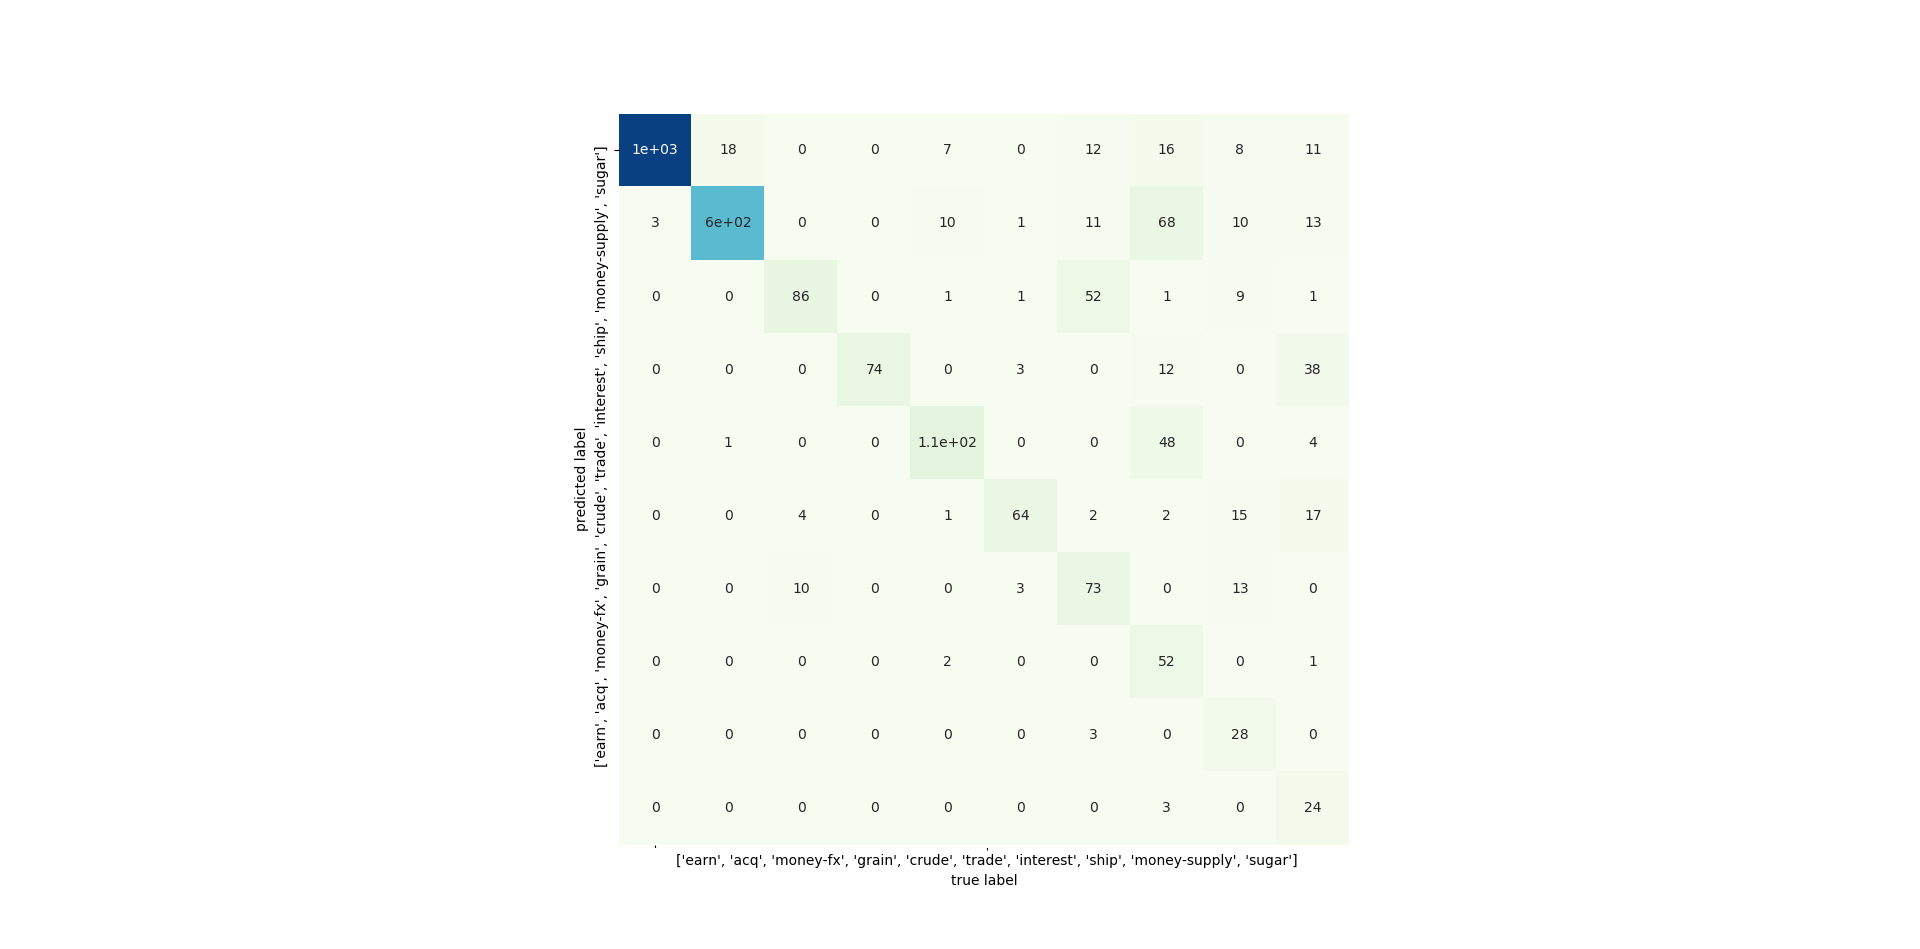 1e+03 18 0 0 7 0 12 16 8 11
3 6e+02 0 0 10 1 11 68 10 13
0 0 86 0 1 1 52 1 9 1
0 0 0 74 0 3 0 12 0 38
0 1 0 0 1.1e+02 0 0 48 0 4
0 0 4 0 1 64 2 2 15 17
0 0 10 0 0 3 73 0 13 0
0 0 0 0 2 0 0 52 0 1
0 0 0 0 0 0 3 0 28 0
0 0 0 0 0 0 0 3 0 24
predicted label
['earn', 'acq', 'money-fx', 'grain', 'crude', 'trade', 'interest', 'ship', 'money-supply', 'sugar']
['earn', 'acq', 'money-fx', 'grain', 'crude', 'trade', 'interest', 'ship', 'money-supply', 'sugar']
true label